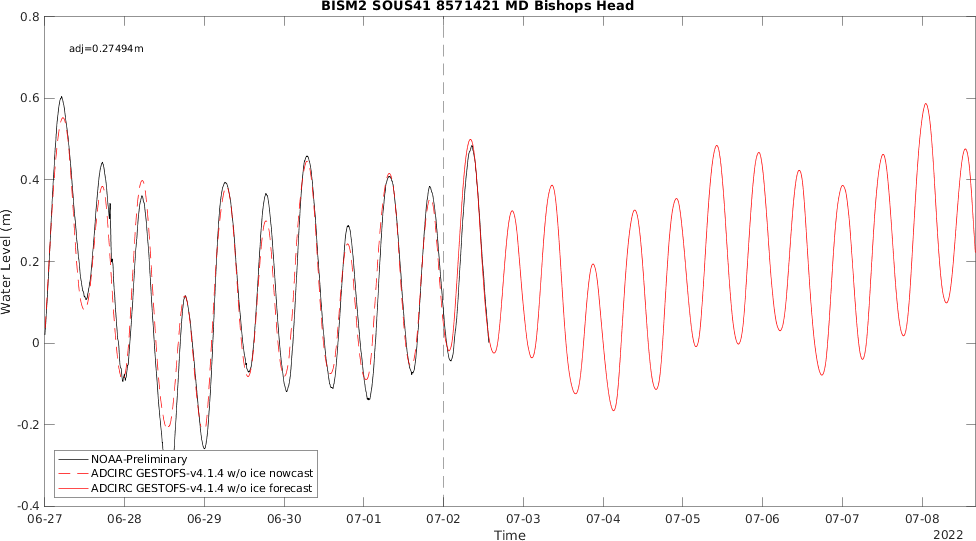 BISM2 SOUS41 8571421 MD Bishops Head
adj=0.27494m
0.8
0.6
0.4
0.2
0
-0.2
-0.4
Water Level (m)
NOAA-Preliminary
ADCIRC GESTOFS-v4.1.4 w/o ice nowcast
ADCIRC GESTOFS-v4.1.4 w/o ice forecast
06-27 06-28 06-29 06-30 07-01 07-02 07-03 07-04 07-05 07-06 07-07 07-08
Time
2022